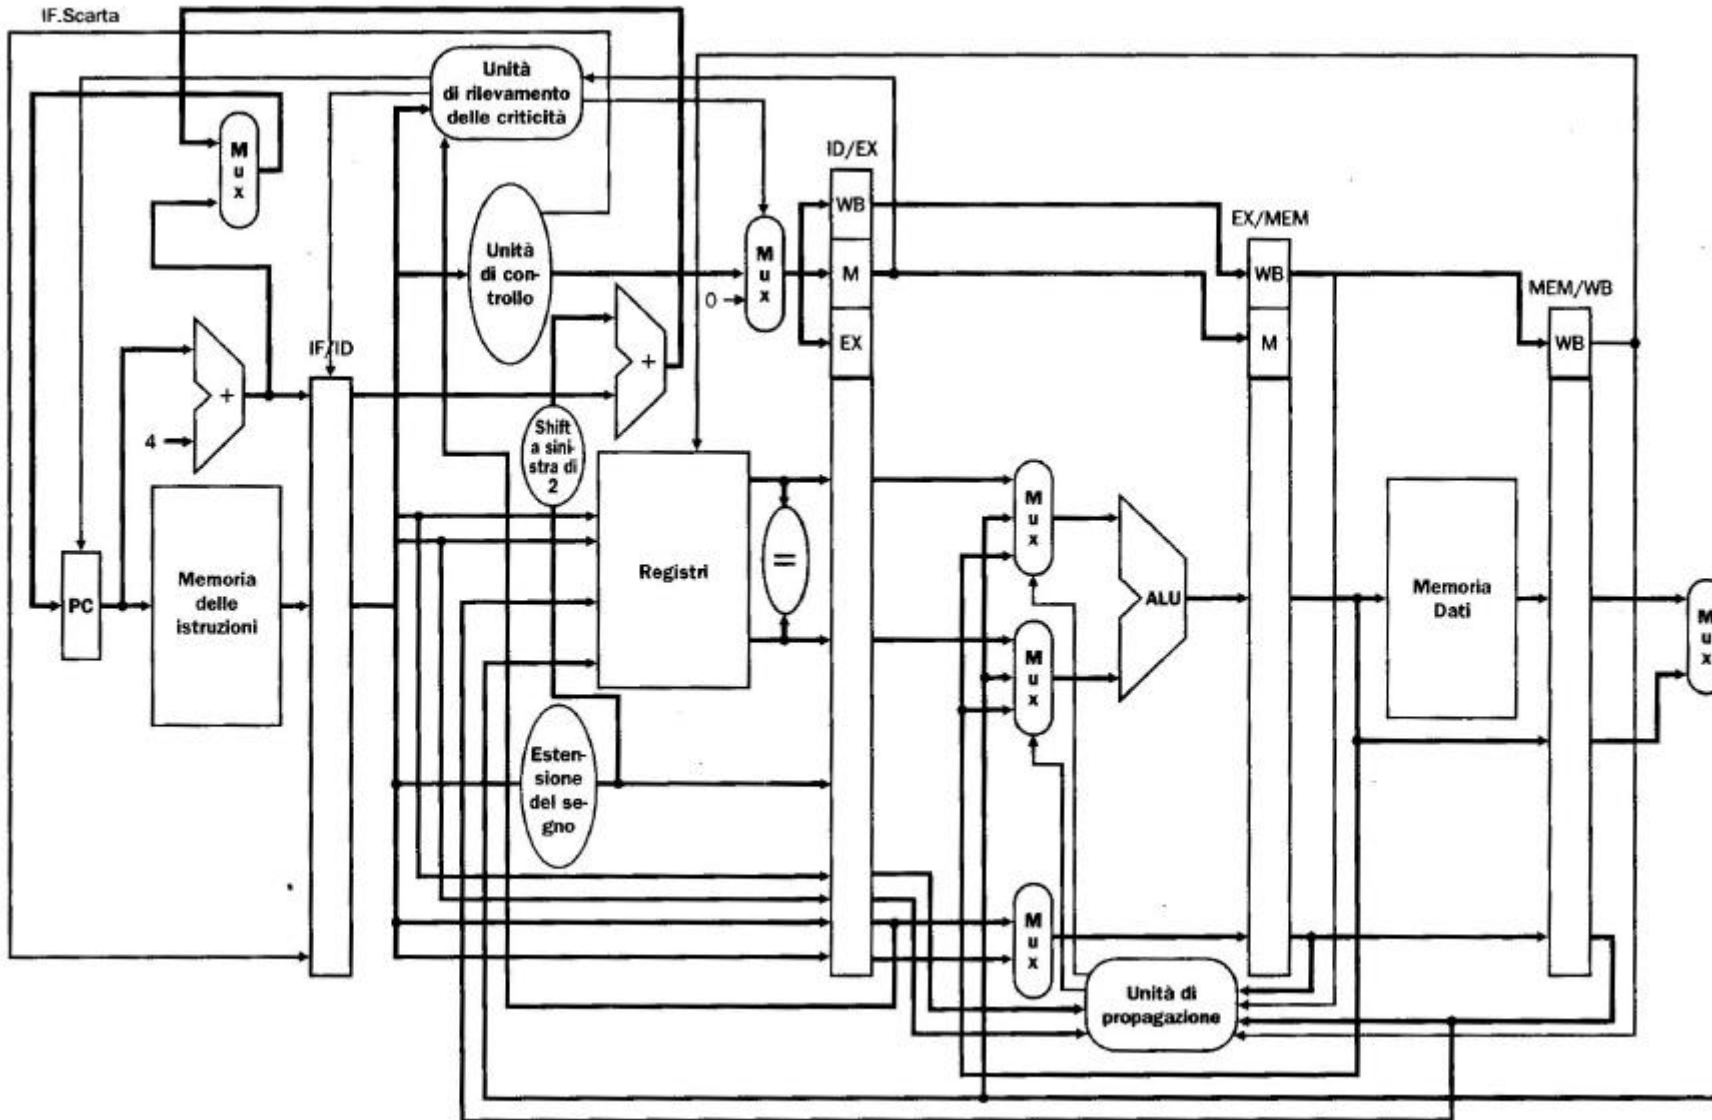 IF.Scarta
Unità
di rilevamento
delle criticità
M
u
x
ID/EX
WB
M
EX
Unità
di con-
trollo
M
u
x
0
EX/MEM
WB
M
MEM/WB
WB
IF/ID
+
4
+
Shift
a sini-
stra di
2
PC
Memoria
delle
istruzioni
Registri
=
M
u
x
M
u
x
ALU
Memoria
Dati
M
u
x
Esten-
sione
del se-
gno
M
u
x
Unità di
propagazione